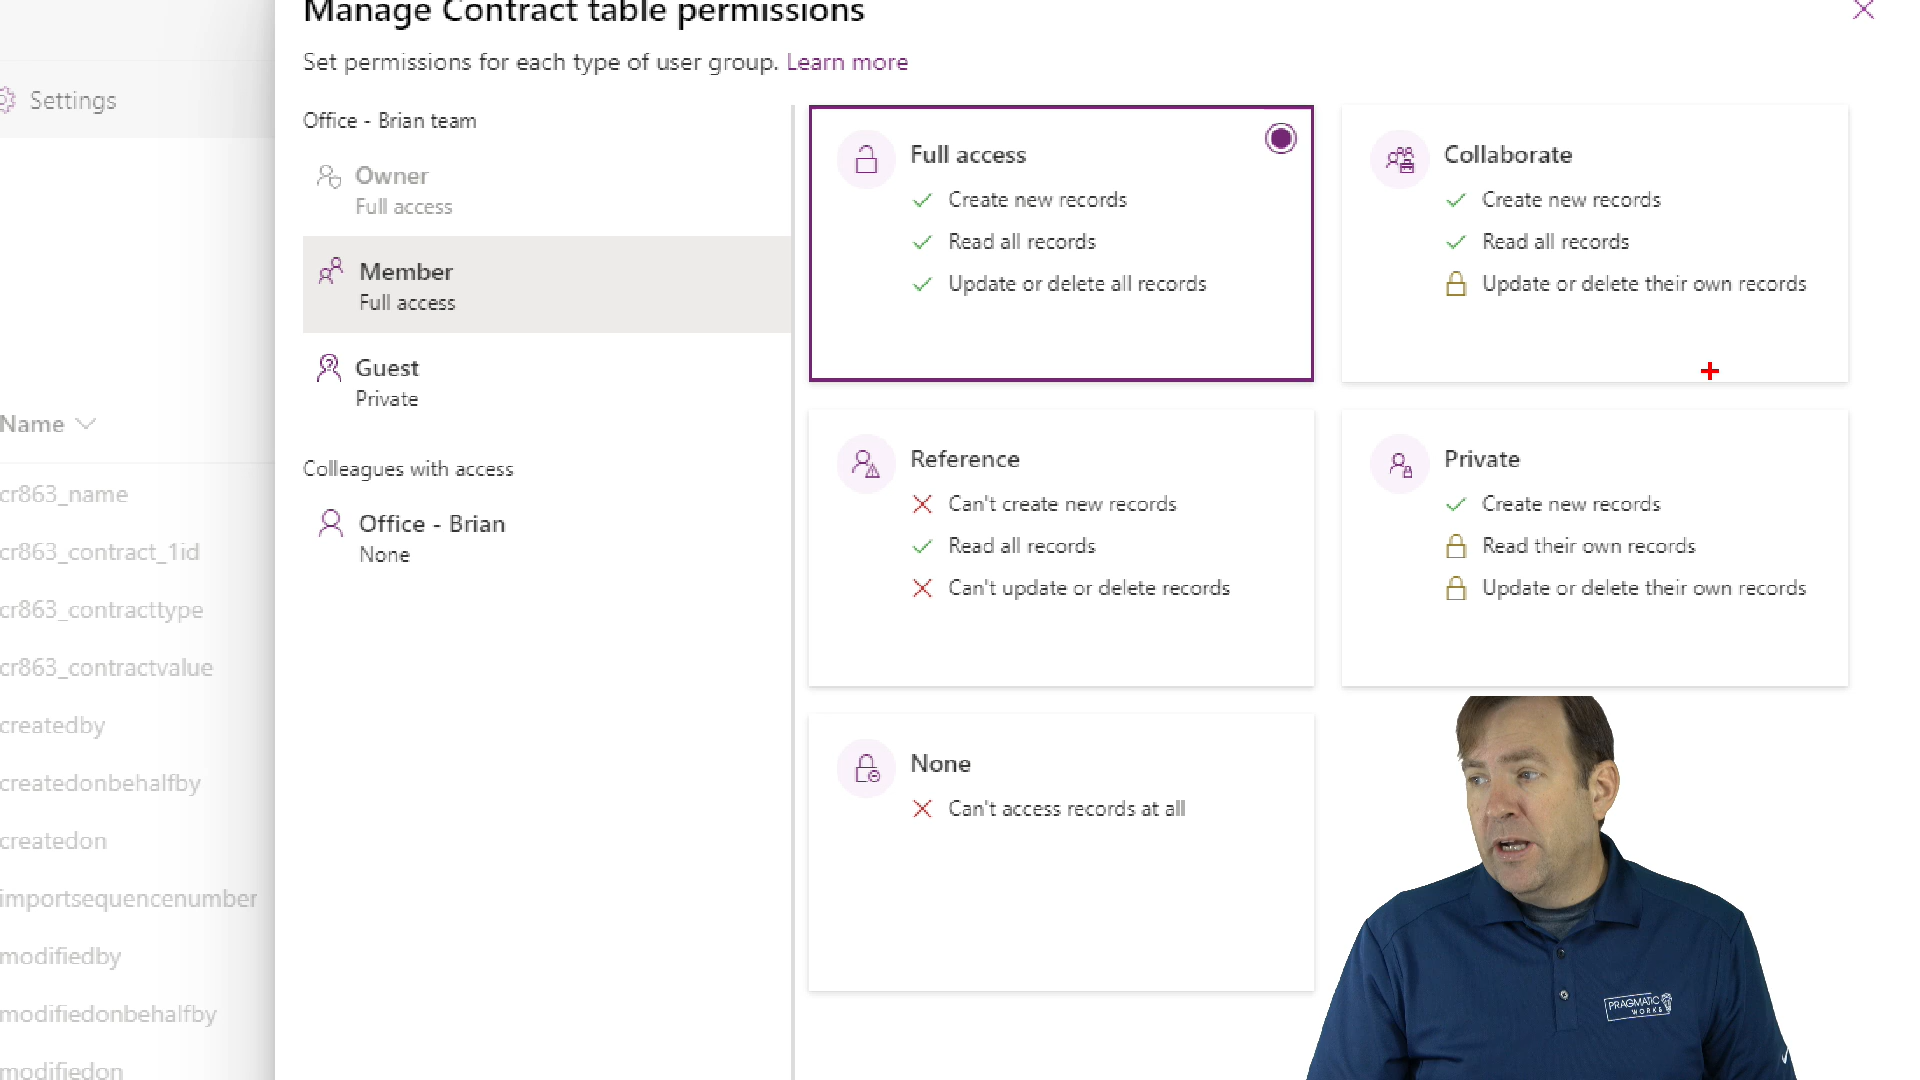 Manage Contract table permissions
Set permissions for each type of user group. Learn more
Settings
Name
cr863_name
cr863_contract_1id
cr863_contracttype
cr863_contractvalue
createdby
createdonbehalfby
createdon
importsequencenumber
modifiedby
modifiedonbehalfby
modifiedon
Office - Brian team
Owner
Full access
Member
Full access
Guest
Private
Colleagues with access
Office - Brian
None
Full access
Create new records
Read all records
Update or delete all records
Collaborate
Create new records
Read all records
Update or delete their own records
Reference
Can't create new records
Read all records
Can't update or delete records
Private
Create new records
Read their own records
Update or delete their own records
None
Can't access records at all
PRAGMATIC
WORKS